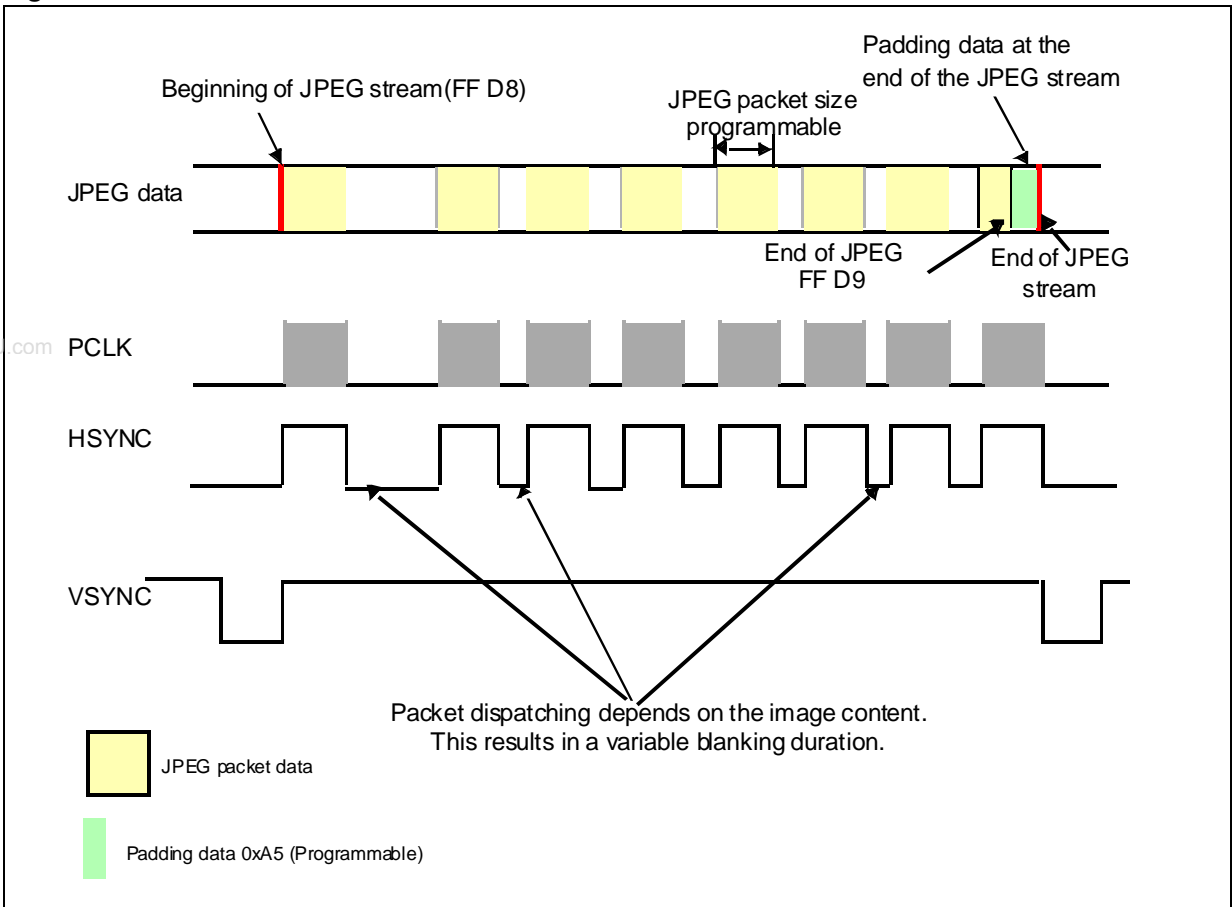 Padding data at the
end of the JPEG stream
Beginning of JPEG stream(FF D8)
JPEG packet size
programmable
JPEG data
End of JPEG
FF D9
End of JPEG
stream
.com
PCLK
HSYNC
VSYNC
Packet dispatching depends on the image content.
This results in a variable blanking duration.
JPEG packet data
Padding data 0xA5 (Programmable)